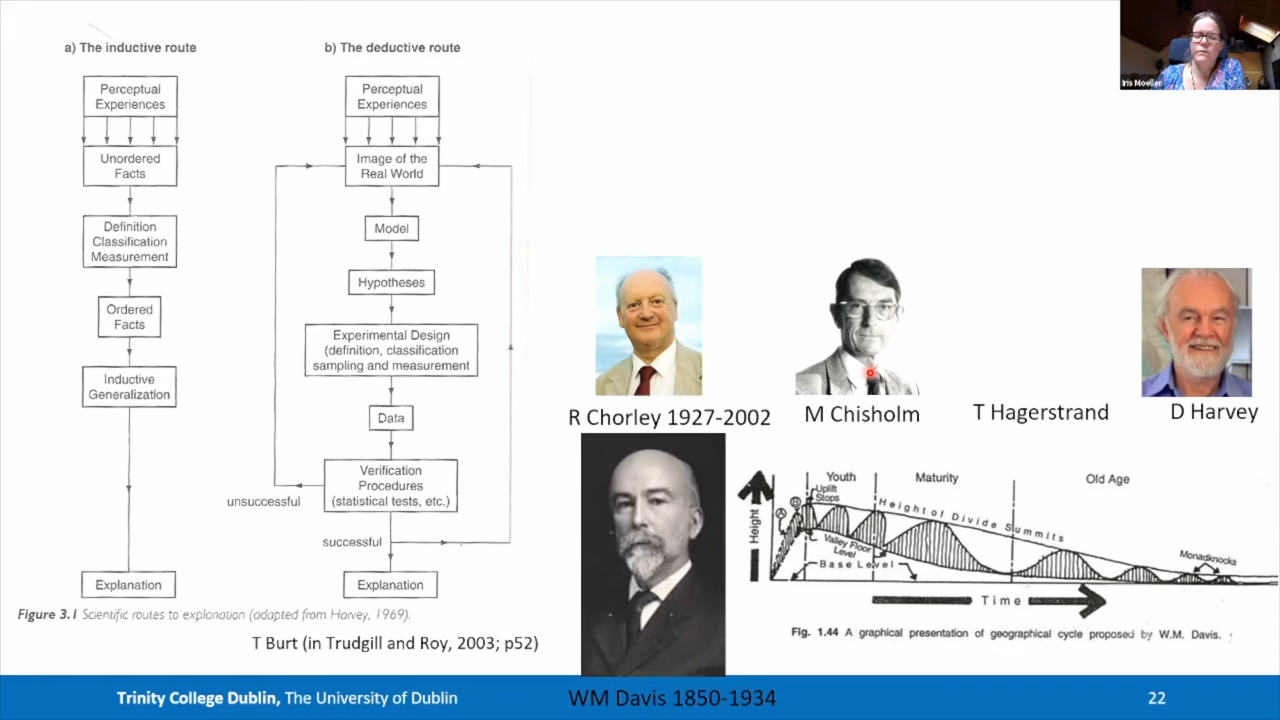 a) The inductive route
Perceptual
Experiences
Unordered
Facts
Definition
Classification
Measurement
Ordered
Facts
Inductive
Generalization
Explanation
b) The deductive route
Perceptual
Experiences
Image of the
Real World
Model
Hypotheses
Experimental Design
(definition, classification
sampling and measurement
Data
Verification
Procedures
(statistical tests, etc.)
unsuccessful
successful
Explanation
Figure 3.1 Scientific routes to explanation (adapted from Harvey, 1969).
T Burt (in Trudgill and Roy, 2003; p52)
Iris Moeller
R Chorley 1927-2002
M Chisholm
T Hagerstrand
D Harvey
Youth
Maturity
Old Age
Uplift
Stops
A
B
Height of Divide Summits
Height
Valley Floor
Level
Base Level
Monadknocks
Time
Fig. 1.44 A graphical presentation of geographical cycle proposed by W.M. Davis.
Trinity College Dublin, The University of Dublin
WM Davis 1850-1934
22